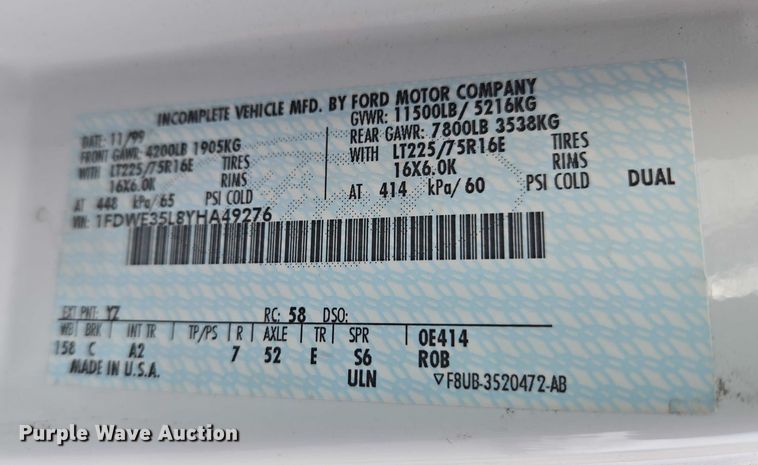 INCOMPLETE VEHICLE MFD. BY FORD MOTOR COMPANY
DATE: 11/99
GVWR: 11500LB/ 5216KG
FRONT GAWR: 4200LB 1905KG
REAR GAWR: 7800LB 3538KG
WITH LT225/75R16E TIRES
WITH LT225/75R16E TIRES
16X6.0K RIMS
16X6.0K RIMS
AT 448 kPa/65 PSI COLD
AT 414 kPa/60 PSI COLD DUAL
VIN: 1FDWE35L8YHA49276
EXT PNT: YZ RC: 58 DSO:
WB BRK INT TR TP/PS R AXLE TR SPR OE414
158 C A2 7 52 E S6 ROB
MADE IN U.S.A. ULN ▽F8UB-3520472-AB
Purple Wave Auction